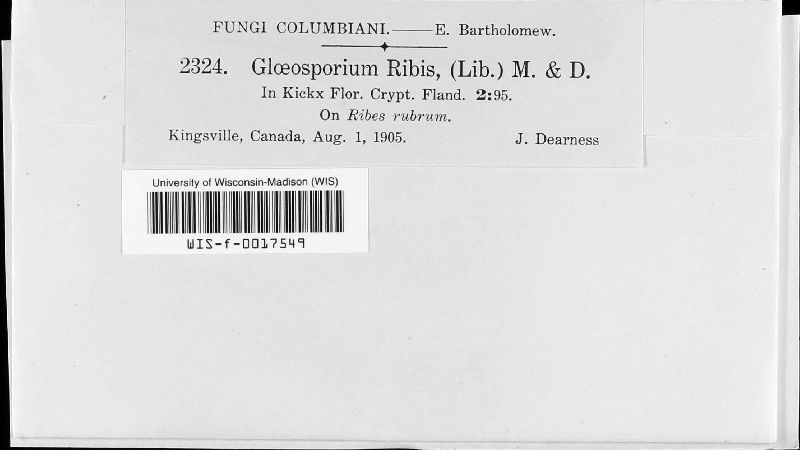 FUNGI COLUMBIANI.——E. Bartholomew.
2324. Glœosporium Ribis, (Lib.) M. & D.
In Kickx Flor. Crypt. Fland. 2:95.
On Ribes rubrum.
Kingsville, Canada, Aug. 1, 1905. J. Dearness
University of Wisconsin-Madison (WIS)
WIS-f-0017549